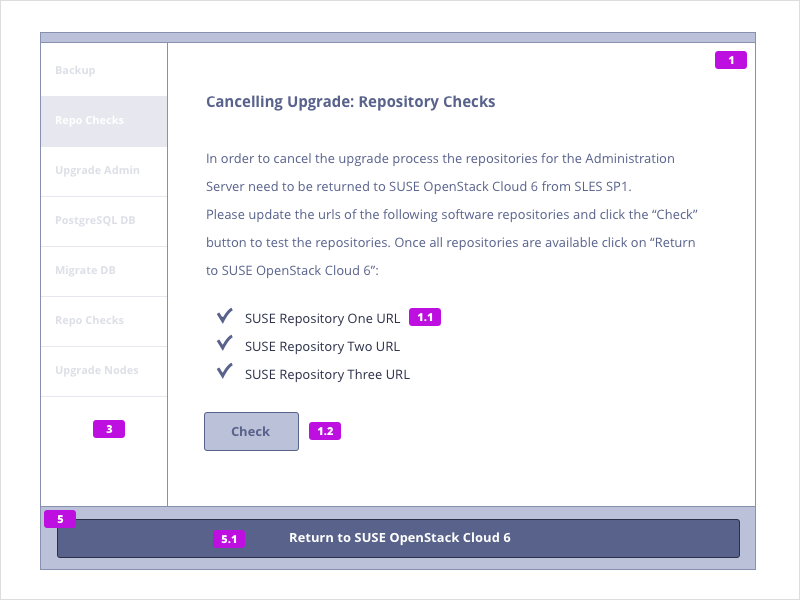 Backup
Repo Checks
Upgrade Admin
PostgreSQL DB
Migrate DB
Repo Checks
Upgrade Nodes
3
1
Cancelling Upgrade: Repository Checks
In order to cancel the upgrade process the repositories for the Administration
Server need to be returned to SUSE OpenStack Cloud 6 from SLES SP1.
Please update the urls of the following software repositories and click the “Check”
button to test the repositories. Once all repositories are available click on “Return
to SUSE OpenStack Cloud 6”:
SUSE Repository One URL 1.1
SUSE Repository Two URL
SUSE Repository Three URL
Check 1.2
5
5.1 Return to SUSE OpenStack Cloud 6